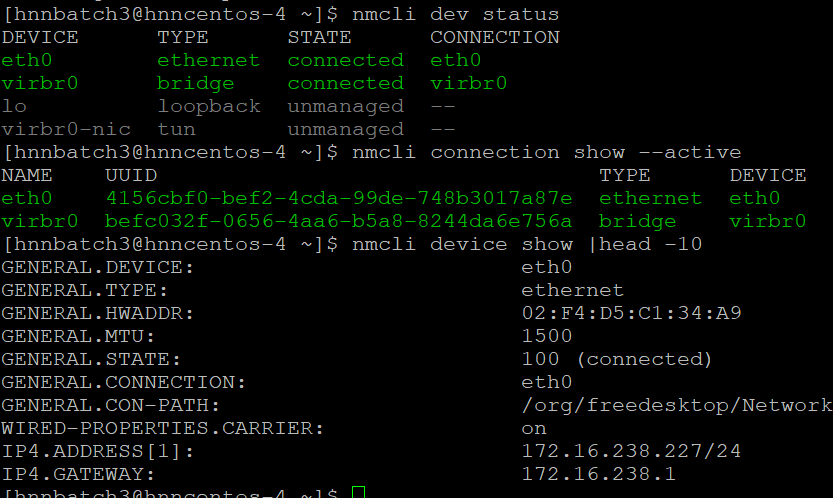 [hnnbatch3@hnncentos-4 ~]$ nmcli dev status
DEVICE      TYPE      STATE      CONNECTION
eth0        ethernet  connected  eth0
virbr0      bridge    connected  virbr0
lo          loopback  unmanaged  --
virbr0-nic  tun       unmanaged  --
[hnnbatch3@hnncentos-4 ~]$ nmcli connection show --active
NAME    UUID                                  TYPE      DEVICE
eth0    4156cbf0-bef2-4cda-99de-748b3017a87e  ethernet  eth0
virbr0  befc032f-0656-4aa6-b5a8-8244da6e756a  bridge    virbr0
[hnnbatch3@hnncentos-4 ~]$ nmcli device show |head -10
GENERAL.DEVICE:                         eth0
GENERAL.TYPE:                           ethernet
GENERAL.HWADDR:                         02:F4:D5:C1:34:A9
GENERAL.MTU:                            1500
GENERAL.STATE:                          100 (connected)
GENERAL.CONNECTION:                     eth0
GENERAL.CON-PATH:                       /org/freedesktop/Network
WIRED-PROPERTIES.CARRIER:               on
IP4.ADDRESS[1]:                         172.16.238.227/24
IP4.GATEWAY:                            172.16.238.1
[hnnbatch3@hnncentos-4 ~]$